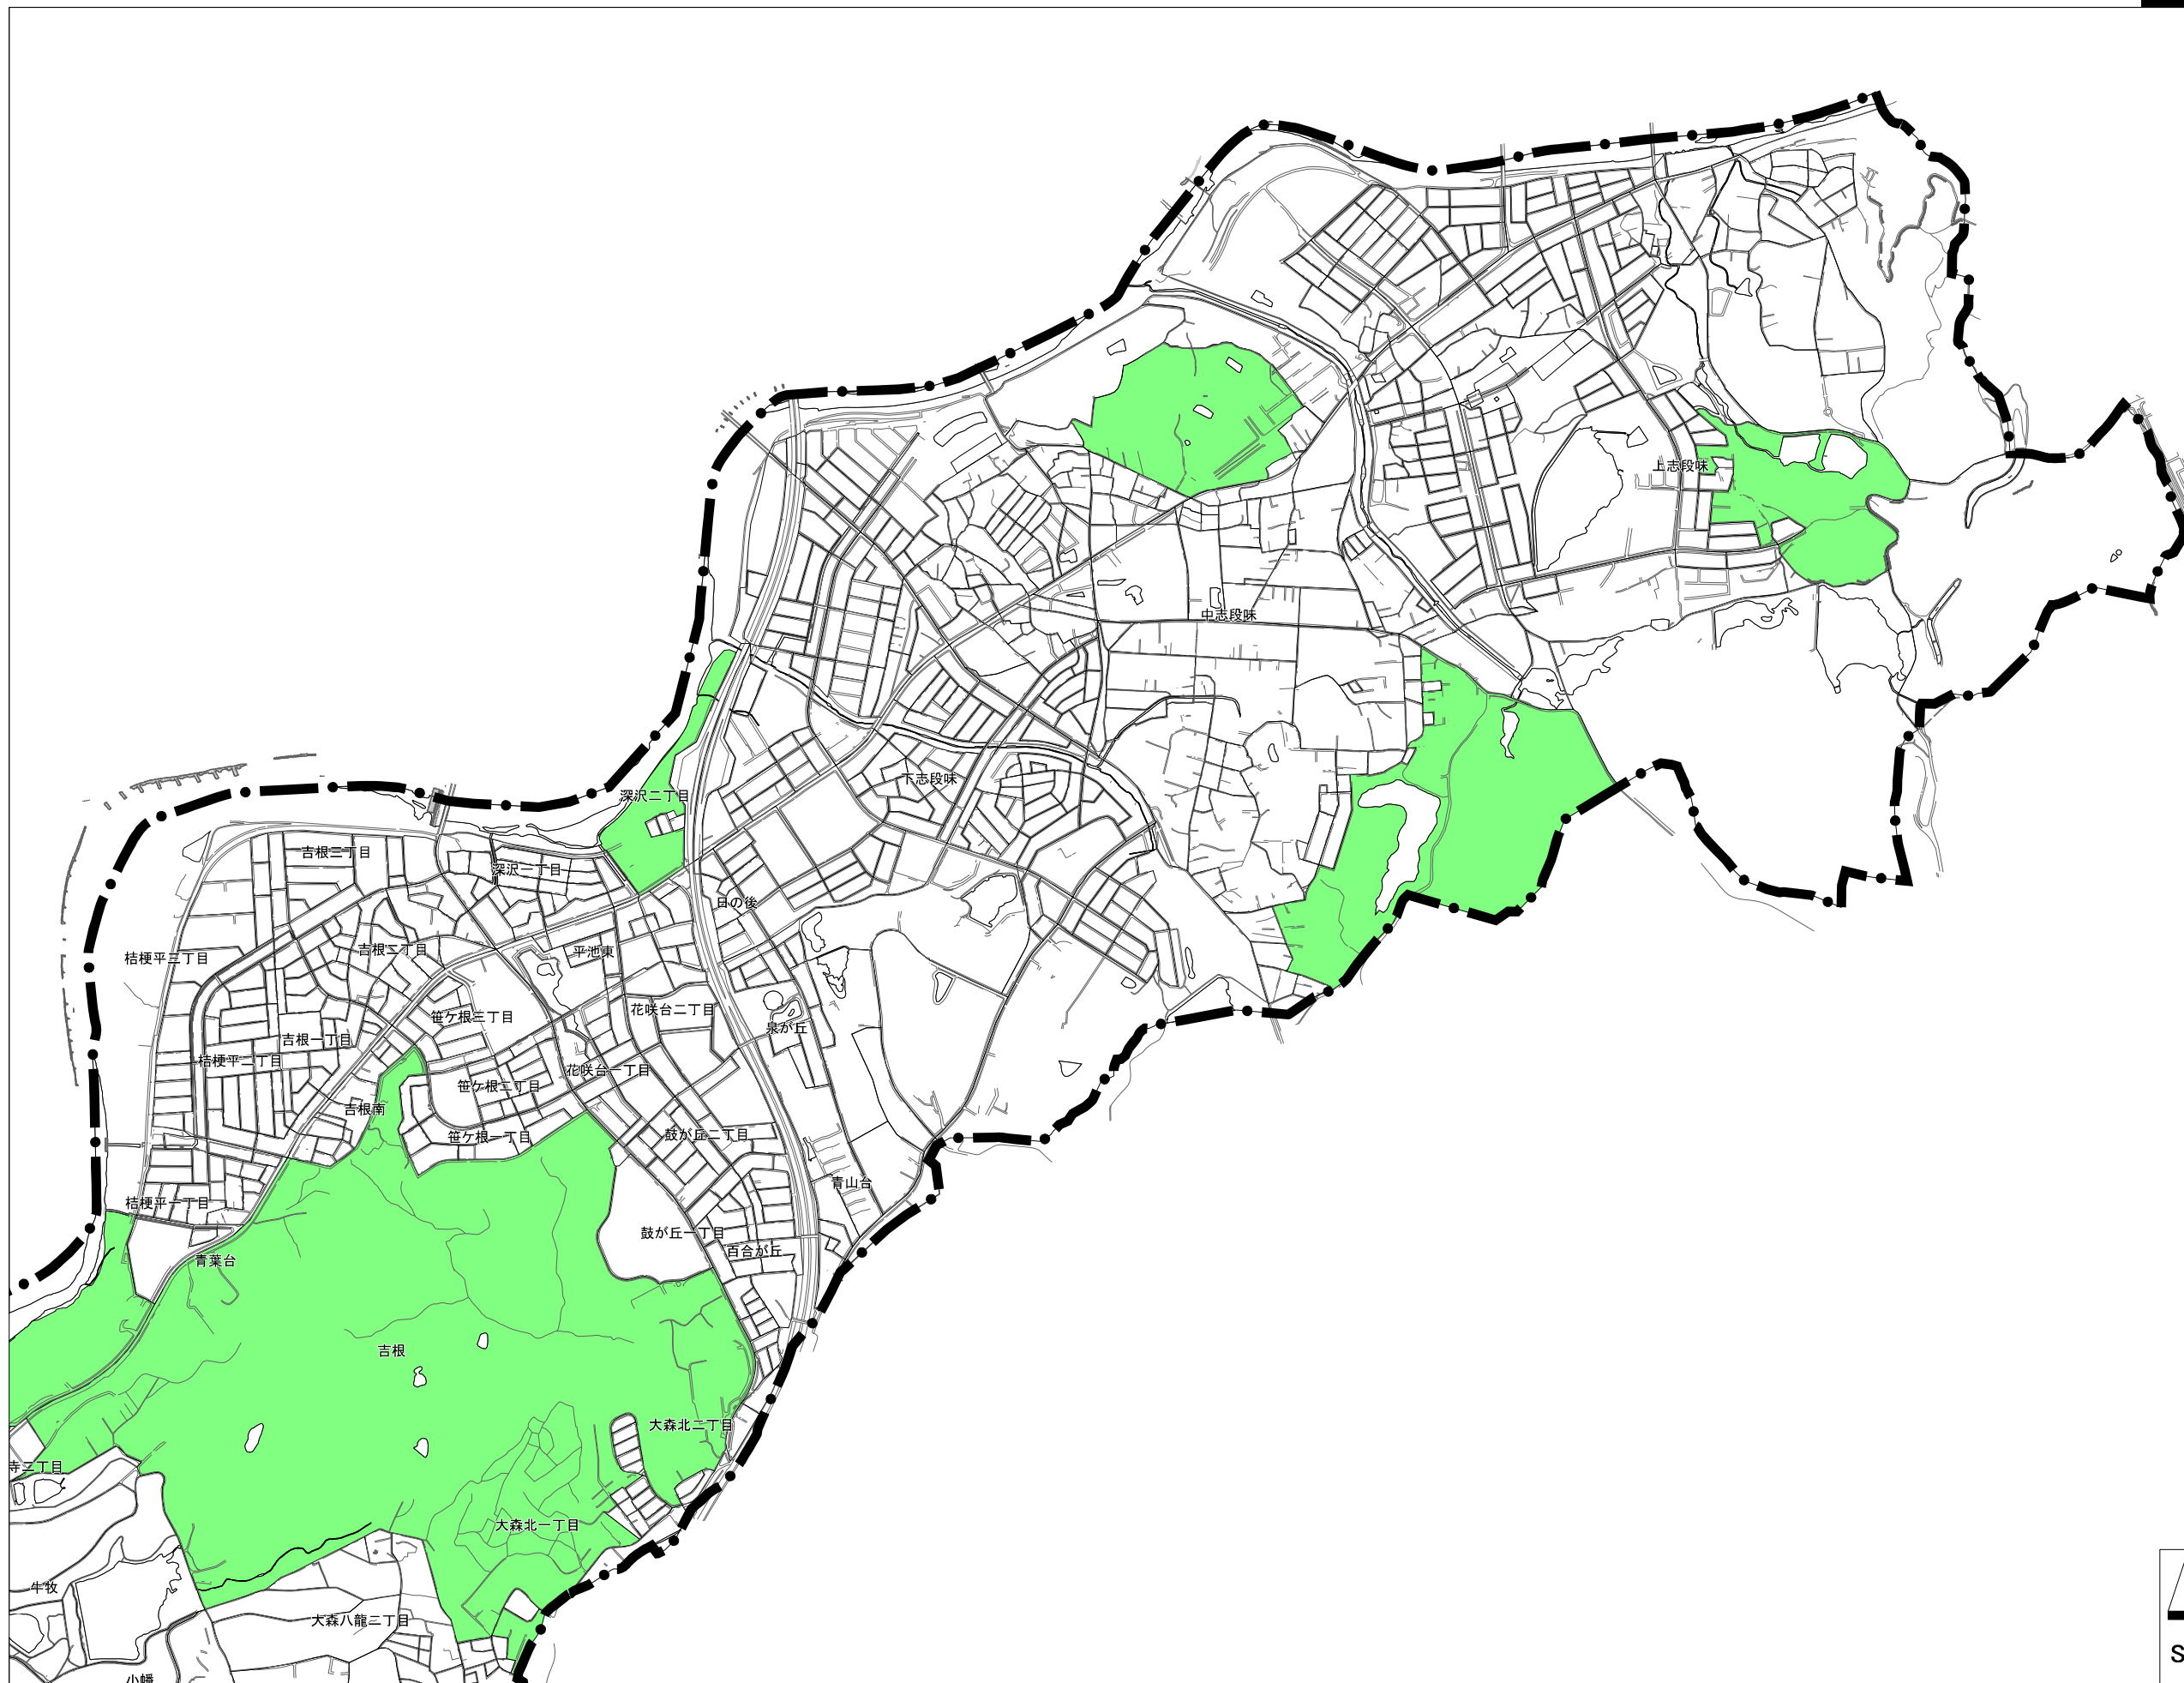 上志段味
中志段味
下志段味
深沢二丁目
吉根三丁目
深沢一丁目
日の後
吉根二丁目
平池東
桔梗平三丁目
花咲台二丁目
笹ケ根三丁目
泉が丘
吉根一丁目
桔梗平二丁目
花咲台一丁目
笹ケ根二丁目
吉根南
鼓が丘二丁目
笹ケ根一丁目
青山台
桔梗平一丁目
鼓が丘一丁目
百合が丘
青葉台
吉根
大森北二丁目
寺二丁目
大森北一丁目
牛牧
大森八龍二丁目
S
小幡